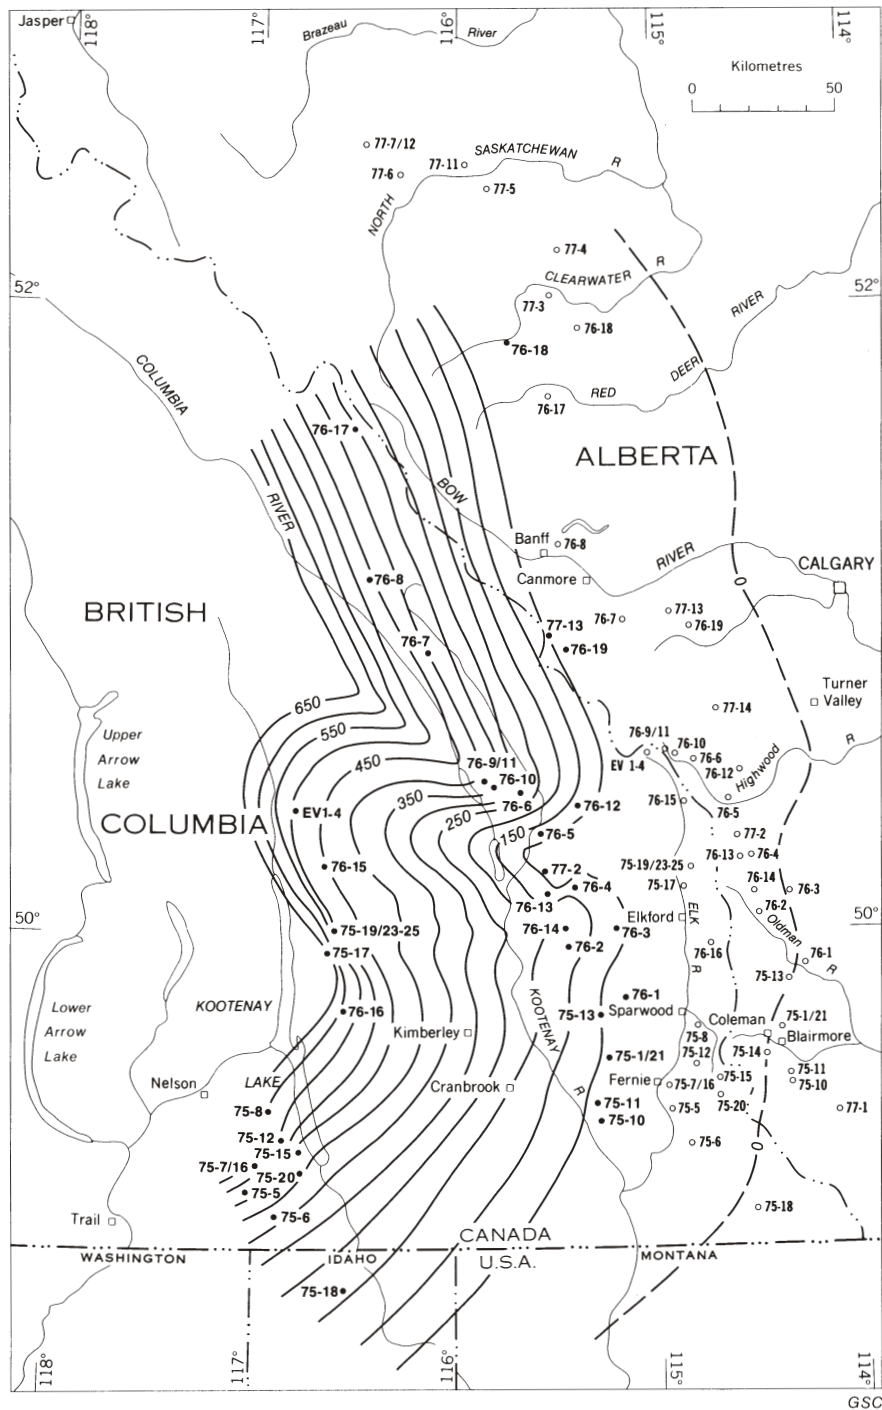 Jasper
118°
117°
116°
115°
114°
Brazeau
River
Kilometres
0
50
77-7/12
77-11
SASKATCHEWAN
R
77-6
77-5
NORTH
77-4
CLEARWATER
R
52°
52°
77-3
RIVER
76-18
76-18
COLUMBIA
DEER
RED
76-17
76-17
ALBERTA
BOW
RIVER
Banff
76-8
RIVER
CALGARY
Canmore
76-8
0
BRITISH
77-13
76-7
77-13
76-19
76-7
76-19
Turner
Valley
650
77-14
550
Upper
Arrow
Lake
76-9/11
76-10
R
450
76-9/11
EV 1-4
76-6
76-10
76-12
Highwood
350
76-6
76-15
76-5
EV1-4
76-12
COLUMBIA
250
150
76-5
77-2
76-13
76-4
76-15
77-2
75-19/23-25
76-14
76-4
75-17
76-3
76-13
76-2
50°
50°
75-19/23-25
76-14
Elkford
ELK
Oldman
76-3
75-17
76-2
76-16
76-1
R
R
75-13
Lower
Arrow
Lake
KOOTENAY
76-16
KOOTENAY
76-1
75-13
Sparwood
75-1/21
Coleman
Kimberley
75-8
Blairmore
75-14
75-1/21
75-12
Nelson
LAKE
Cranbrook
Fernie
75-7/16
75-15
75-11
75-10
R
75-8
75-11
75-5
75-20
77-1
75-10
75-12
75-15
75-6
0
75-7/16
75-20
75-5
75-18
Trail
75-6
CANADA
WASHINGTON
IDAHO
U.S.A.
MONTANA
75-18
118°
117°
116°
115°
114°
GSC